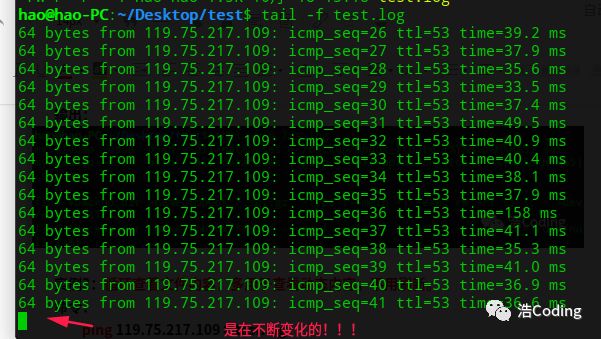 test.log
hao@hao-PC:~/Desktop/test$ tail -f test.log
64 bytes from 119.75.217.109: icmp_seq=26 ttl=53 time=39.2 ms
64 bytes from 119.75.217.109: icmp_seq=27 ttl=53 time=37.9 ms
64 bytes from 119.75.217.109: icmp_seq=28 ttl=53 time=35.6 ms
64 bytes from 119.75.217.109: icmp_seq=29 ttl=53 time=33.5 ms
64 bytes from 119.75.217.109: icmp_seq=30 ttl=53 time=37.4 ms
64 bytes from 119.75.217.109: icmp_seq=31 ttl=53 time=49.5 ms
64 bytes from 119.75.217.109: icmp_seq=32 ttl=53 time=40.9 ms
64 bytes from 119.75.217.109: icmp_seq=33 ttl=53 time=40.4 ms
64 bytes from 119.75.217.109: icmp_seq=34 ttl=53 time=38.1 ms
64 bytes from 119.75.217.109: icmp_seq=35 ttl=53 time=37.9 ms
64 bytes from 119.75.217.109: icmp_seq=36 ttl=53 time=158 ms
64 bytes from 119.75.217.109: icmp_seq=37 ttl=53 time=41.1 ms
64 bytes from 119.75.217.109: icmp_seq=38 ttl=53 time=35.3 ms
64 bytes from 119.75.217.109: icmp_seq=39 ttl=53 time=41.0 ms
64 bytes from 119.75.217.109: icmp_seq=40 ttl=53 time=36.9 ms
64 bytes from 119.75.217.109: icmp_seq=41 ttl=53 time=36.6 ms
浩Coding
ping 119.75.217.109 是在不断变化的！！！